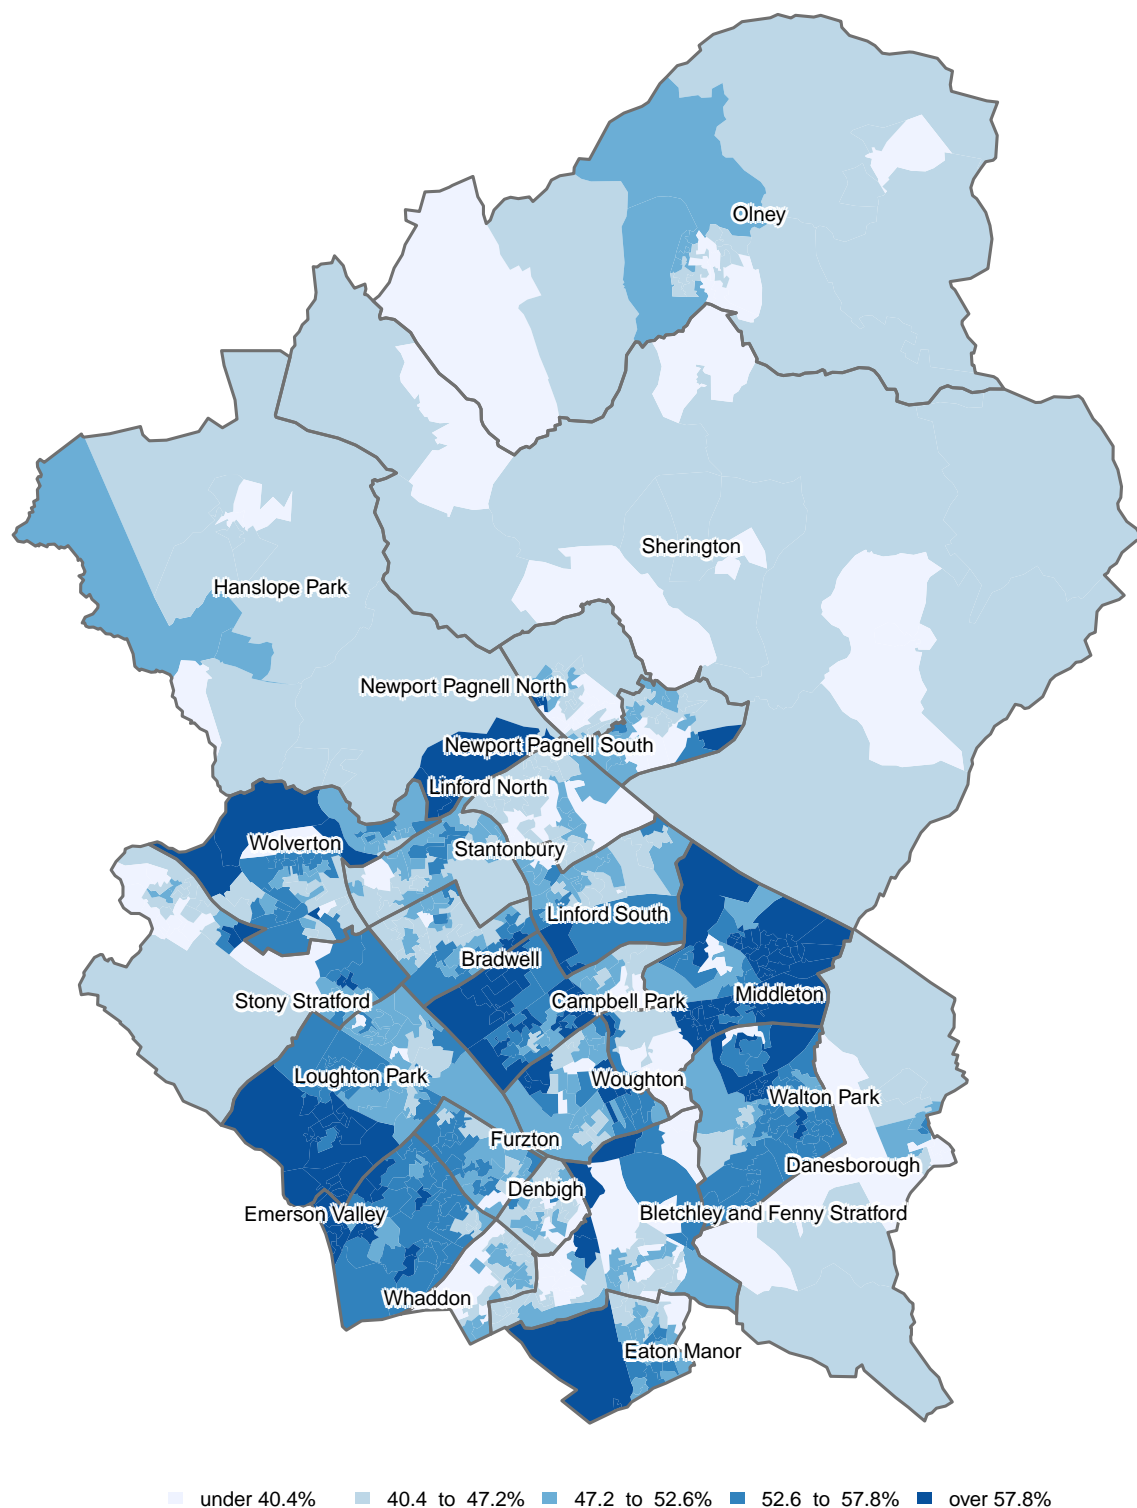 Olney
Sherington
Hanslope Park
Newport Pagnell North
Newport Pagnell South
Linford North
Wolverton
Stantonbury
Linford South
Bradwell
Stony Stratford
Campbell Park
Middleton
Loughton Park
Woughton
Walton Park
Furzton
Danesborough
Denbigh
Emerson Valley
Bletchley and Fenny Stratford
Whaddon
Eaton Manor
under 40.4% 40.4 to 47.2% 47.2 to 52.6% 52.6 to 57.8% over 57.8%